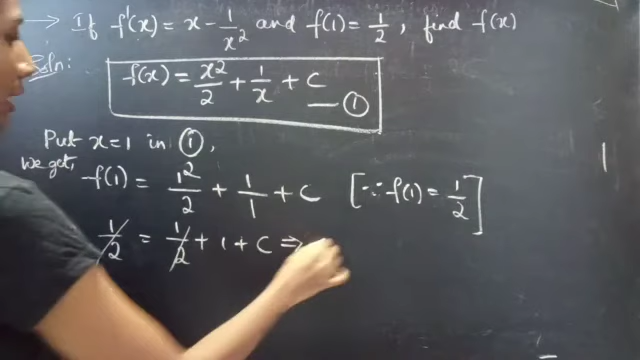 → If f'(x) = x - 1/x² and f(1) = 1/2, find f(x)
Soln:
f(x) = x²/2 + 1/x + C — ①
Put x=1 in ①,
We get,
f(1) = 1²/2 + 1/1 + C [∵ f(1) = 1/2]
1/2 = 1/2 + 1 + C ⇒